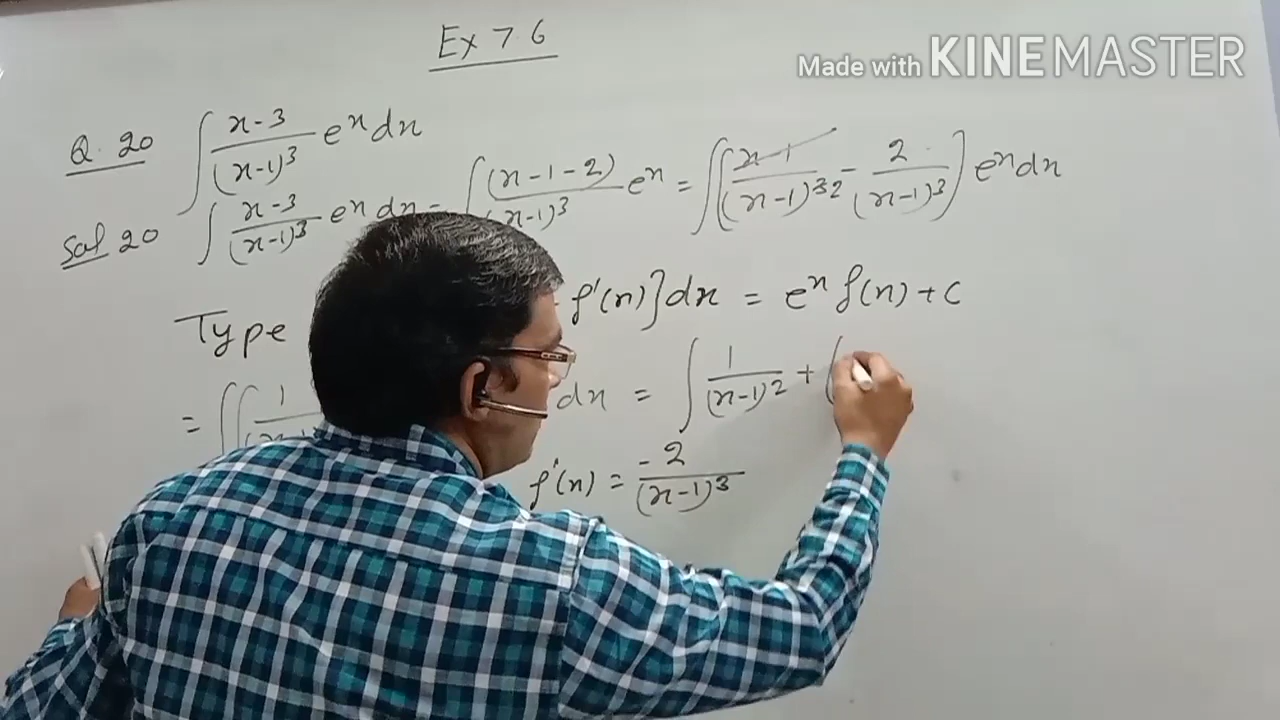 Ex 7 6
Made with KINEMASTER
Q. 20 ∫ x-3/(x-1)³ eˣ dx
Sol 20 ∫ x-3/(x-1)³ eˣ dx = ∫ (x-1-2)/(x-1)³ eˣ = ∫[x-1/(x-1)³ 2 - 2/(x-1)³] eˣ dx
Type f'(x)}dx = eˣ f(x) + c
= ∫( 1 dx = ∫ 1/(x-1)² + (
f'(x) = -2/(x-1)³